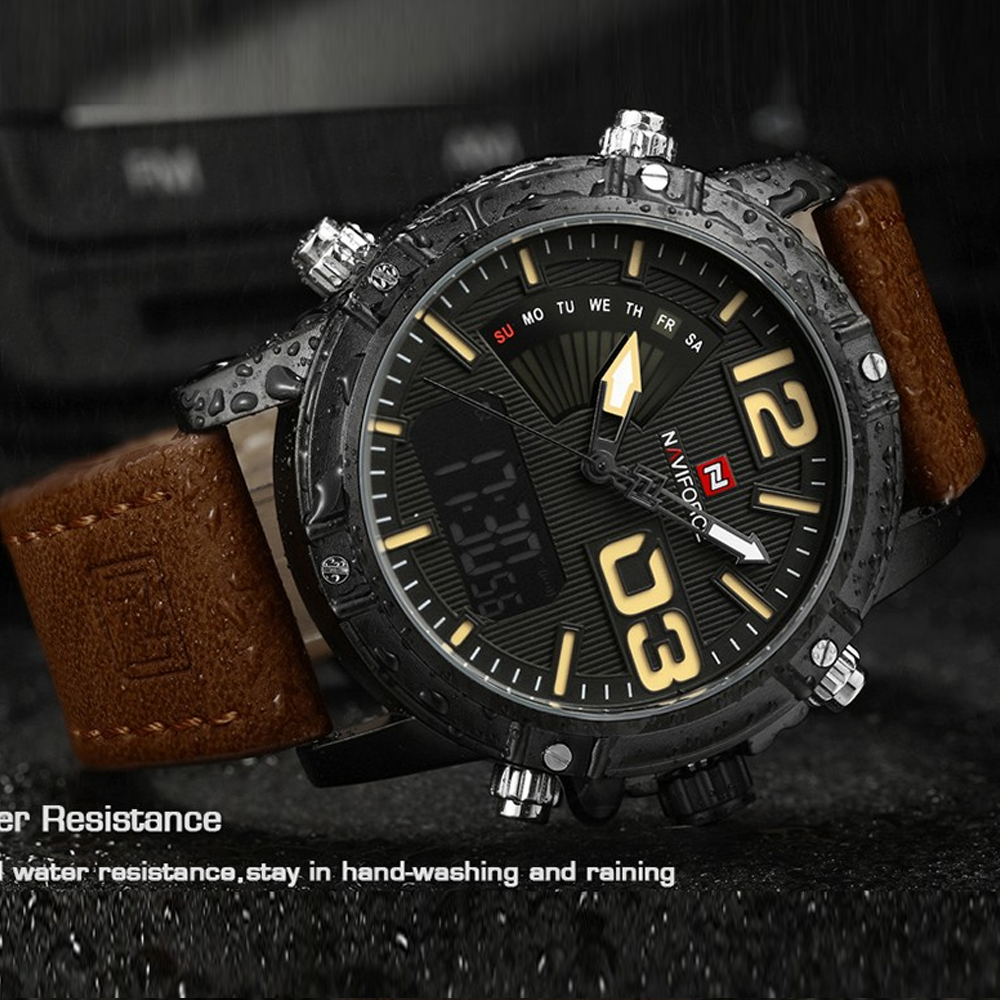 SU MO TU WE TH FR SA
12
NAVIFORC
03
er Resistance
water resistance,stay in hand-washing and raining